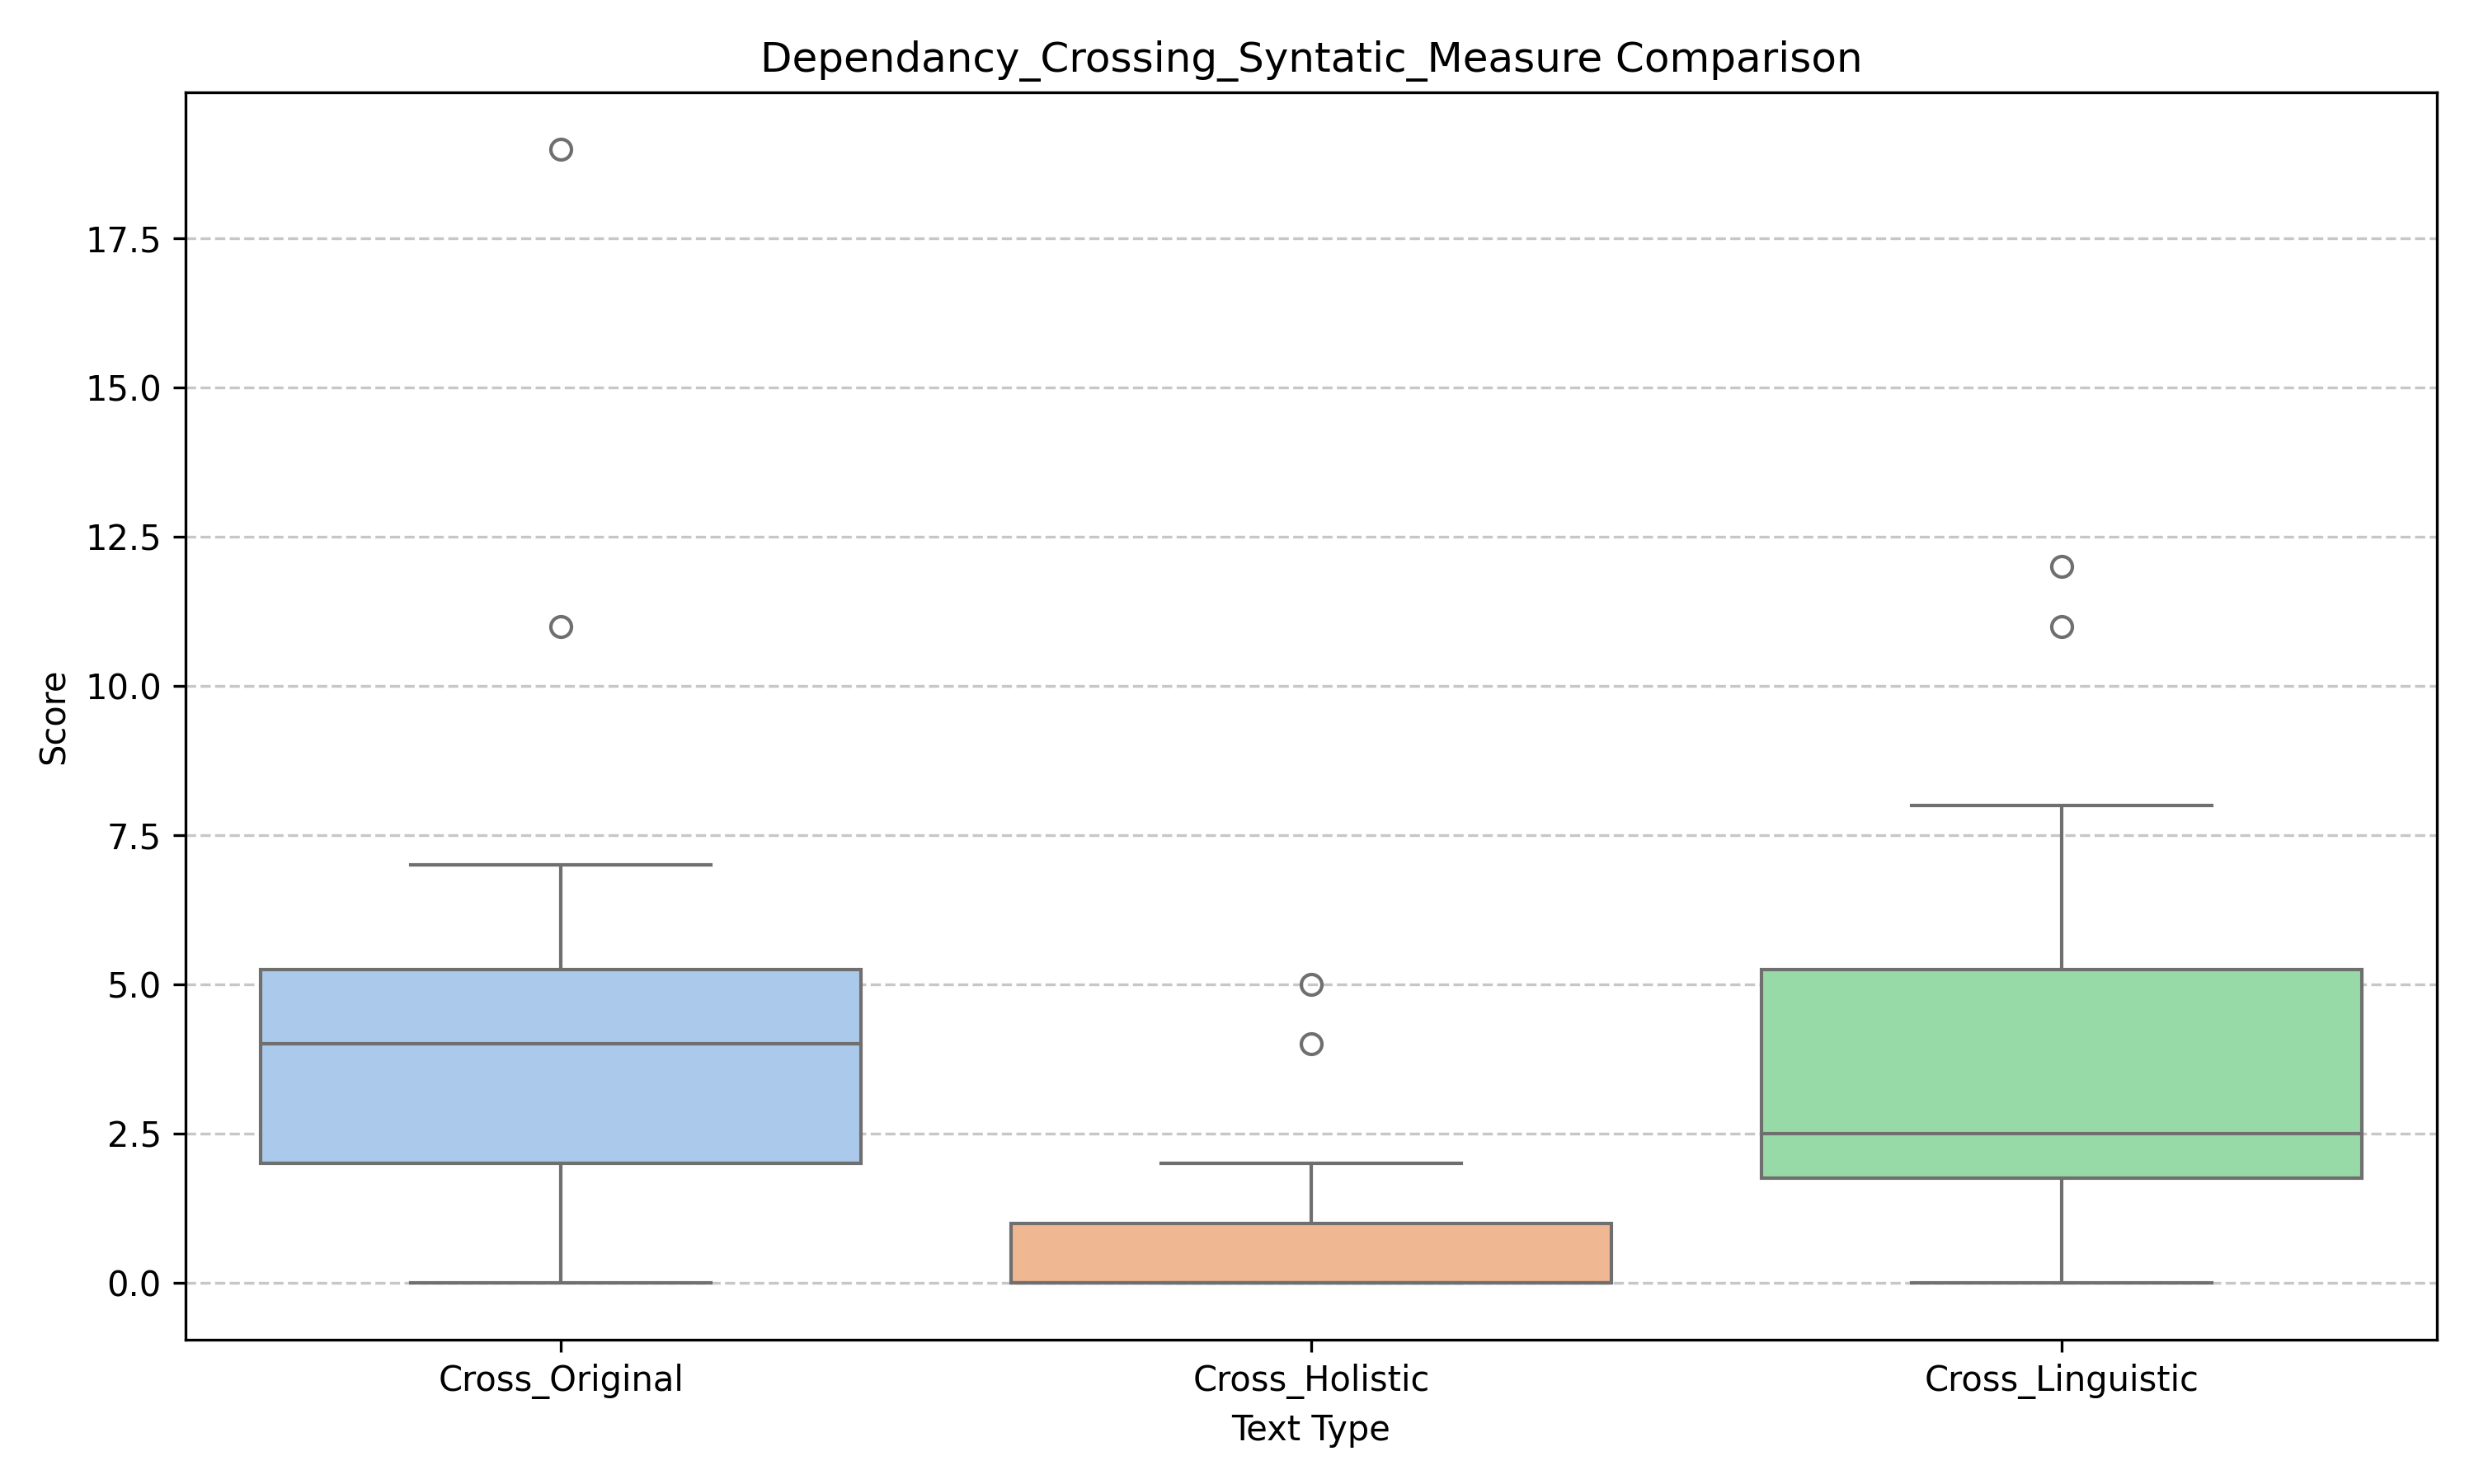 Dependancy_Crossing_Syntatic_Measure Comparison
17.5
15.0
12.5
10.0
7.5
5.0
2.5
0.0
Score
Cross_Original
Cross_Holistic
Cross_Linguistic
Text Type